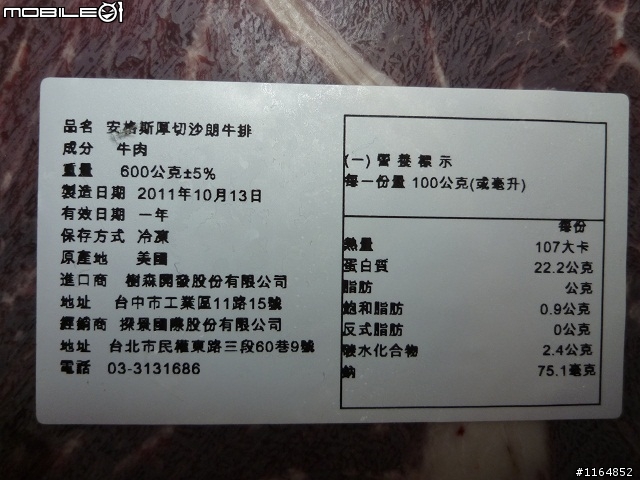 MOBILE01
品名 安格斯厚切沙朗牛排
成分 牛肉
重量 600公克±5%
製造日期 2011年10月13日
有效日期 一年
保存方式 冷凍
原產地 美國
進口商 樹森開發股份有限公司
地址 台中市工業區11路15號
經銷商 探景國際股份有限公司
地址 台北市民權東路三段60巷9號
電話 03-3131686
(一) 營養標示
每一份量 100公克(或毫升)
每份
熱量 107大卡
蛋白質 22.2公克
脂肪 公克
飽和脂肪 0.9公克
反式脂肪 0公克
碳水化合物 2.4公克
鈉 75.1毫克
#1164852